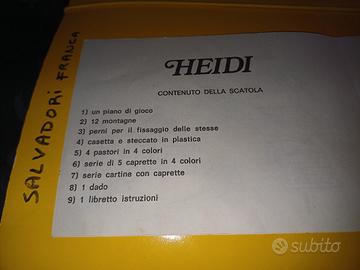 SALVADORI FRANCA
HEIDI
CONTENUTO DELLA SCATOLA
1) un piano di gioco
2) 12 montagne
3) perni per il fissaggio delle stesse
4) casetta e steccato in plastica
5) 4 pastori in 4 colori
6) serie di 5 caprette in 4 colori
7) serie cartine con caprette
8) 1 dado
9) 1 libretto istruzioni
subito